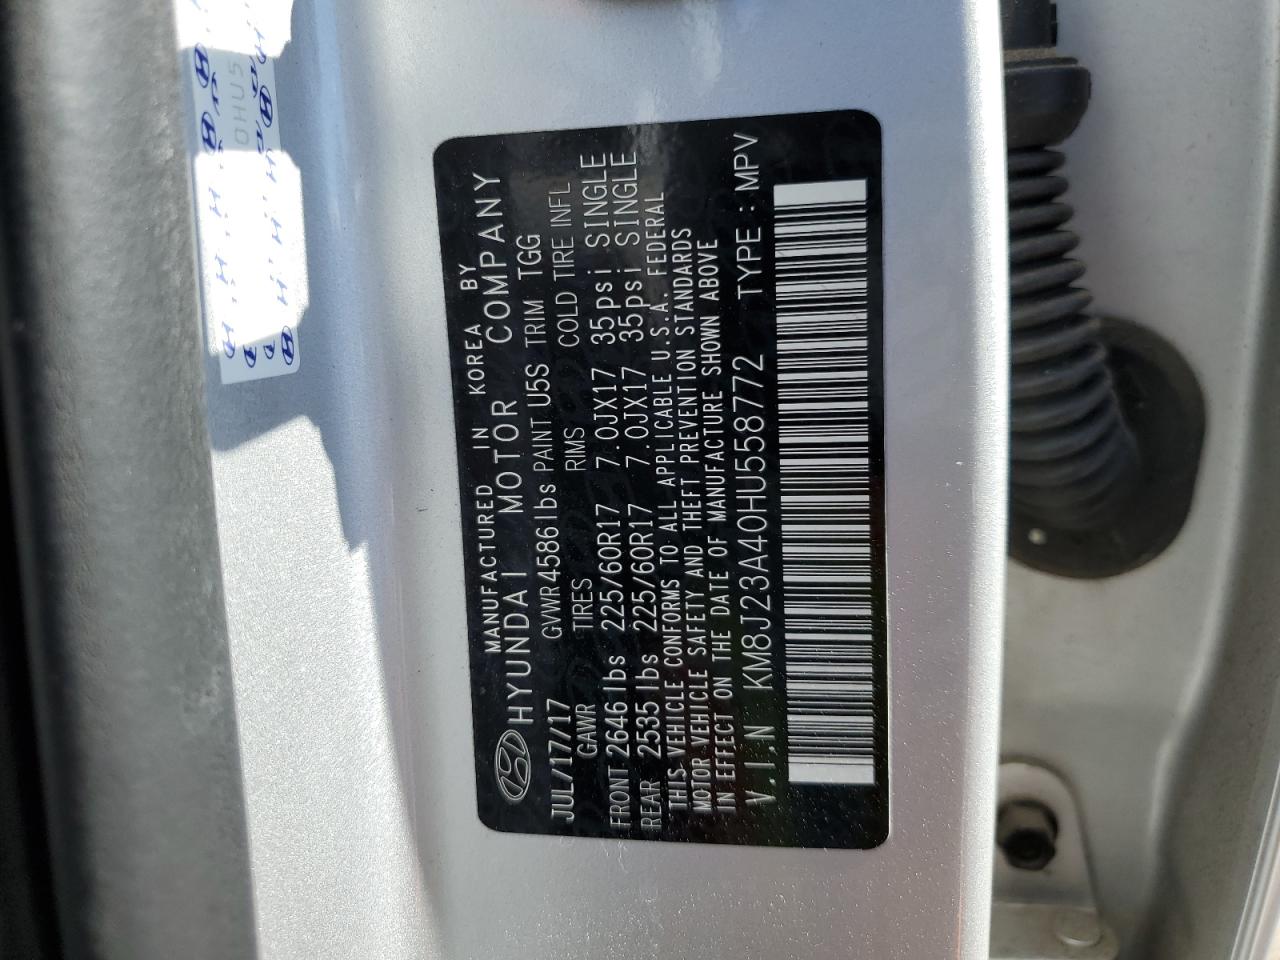 MANUFACTURED IN KOREA BY
HYUNDAI MOTOR COMPANY
JUL/17/17 GVWR 4586 lbs PAINT U5S TRIM TGG
GAWR TIRES RIMS COLD TIRE INFL
FRONT 2646 lbs 225/60R17 7.0JX17 35psi SINGLE
REAR 2535 lbs 225/60R17 7.0JX17 35psi SINGLE
THIS VEHICLE CONFORMS TO ALL APPLICABLE U.S.A. FEDERAL
MOTOR VEHICLE SAFETY AND THEFT PREVENTION STANDARDS
IN EFFECT ON THE DATE OF MANUFACTURE SHOWN ABOVE
V.I.N KM8J23A40HU558772 TYPE : MPV